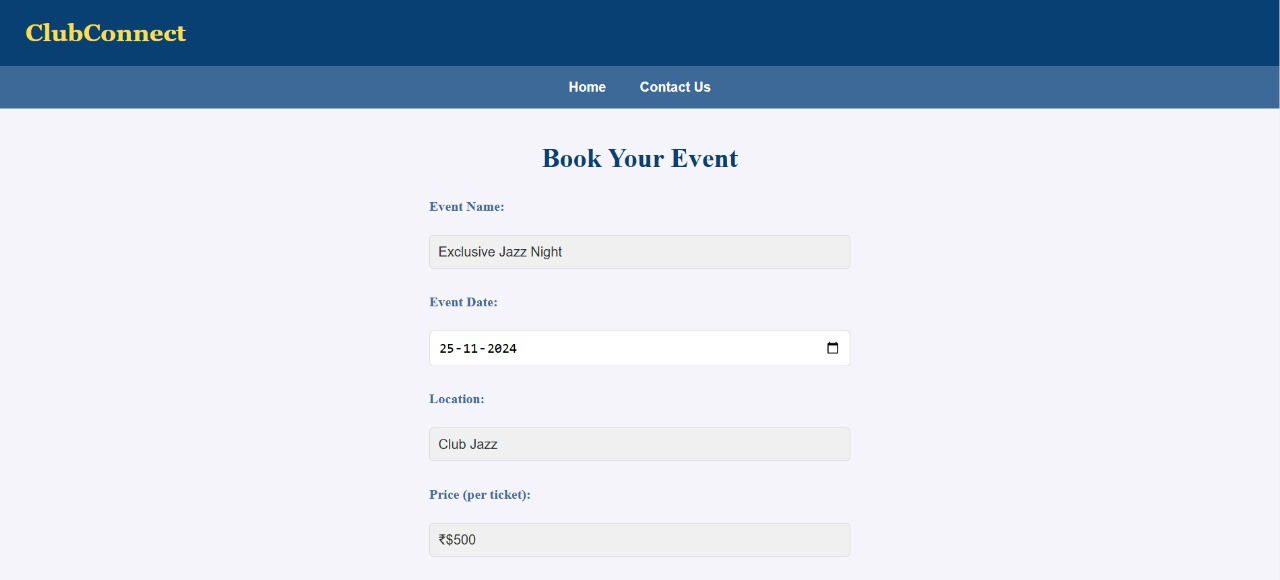 ClubConnect
Home Contact Us
Book Your Event
Event Name:
Exclusive Jazz Night
Event Date:
25-11-2024
Location:
Club Jazz
Price (per ticket):
₹$500